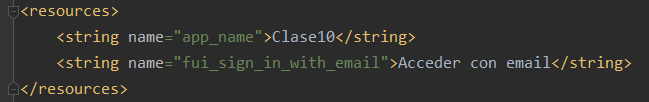 <resources>
<string name="app_name">Clase10</string>
<string name="fui_sign_in_with_email">Acceder con email</string>
</resources>